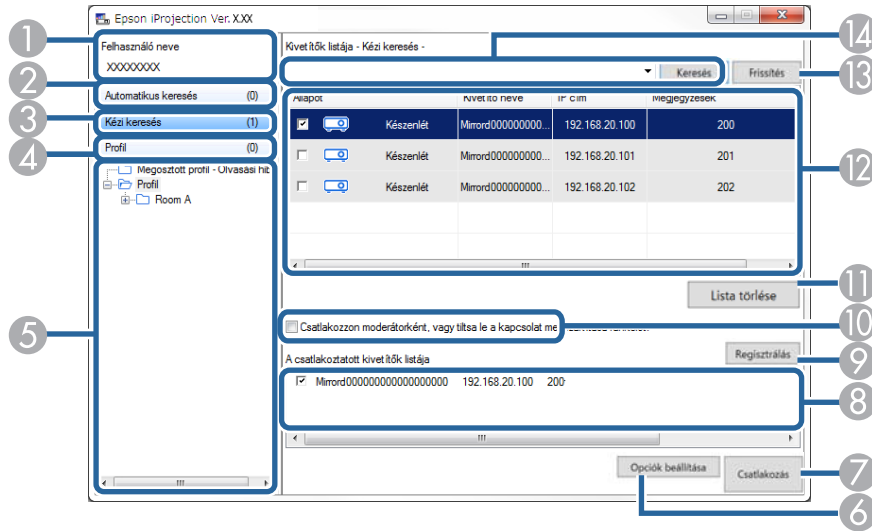 Epson iProjection Ver. X.XX
1
Felhasználó neve
XXXXXXXX
2
Automatikus keresés (0)
3
Kézi keresés (1)
4
Profil (0)
5
Megosztott profil - Olvasási hib
Profil
Room A
Kivetítők listája - Kézi keresés -
14
Keresés
Frissítés
13
Állapot Kivetítő neve IP cím Megjegyzések
Készenlét Mirrord000000000... 192.168.20.100 200
Készenlét Mirrord000000000... 192.168.20.101 201
Készenlét Mirrord000000000... 192.168.20.102 202
12
Lista törlése
11
Csatlakozzon moderátorként, vagy tiltsa le a kapcsolat me
10
A csatlakoztatott kivetítők listája
Regisztrálás
9
Mirrord00000000000000000000 192.168.20.100 200
8
Opciók beállítása
Csatlakozás
7
6